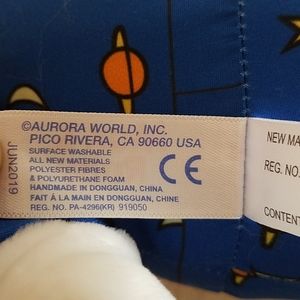 ©AURORA WORLD, INC.
PICO RIVERA, CA 90660 USA
SURFACE WASHABLE
ALL NEW MATERIALS
POLYESTER FIBRES
& POLYURETHANE FOAM
HANDMADE IN DONGGUAN, CHINA
FAIT À LA MAIN EN DONGGUAN, CHINE
REG. NO. PA-4296(KR) 919050
JUN2019
NEW MA
REG. NO.
CONTENT